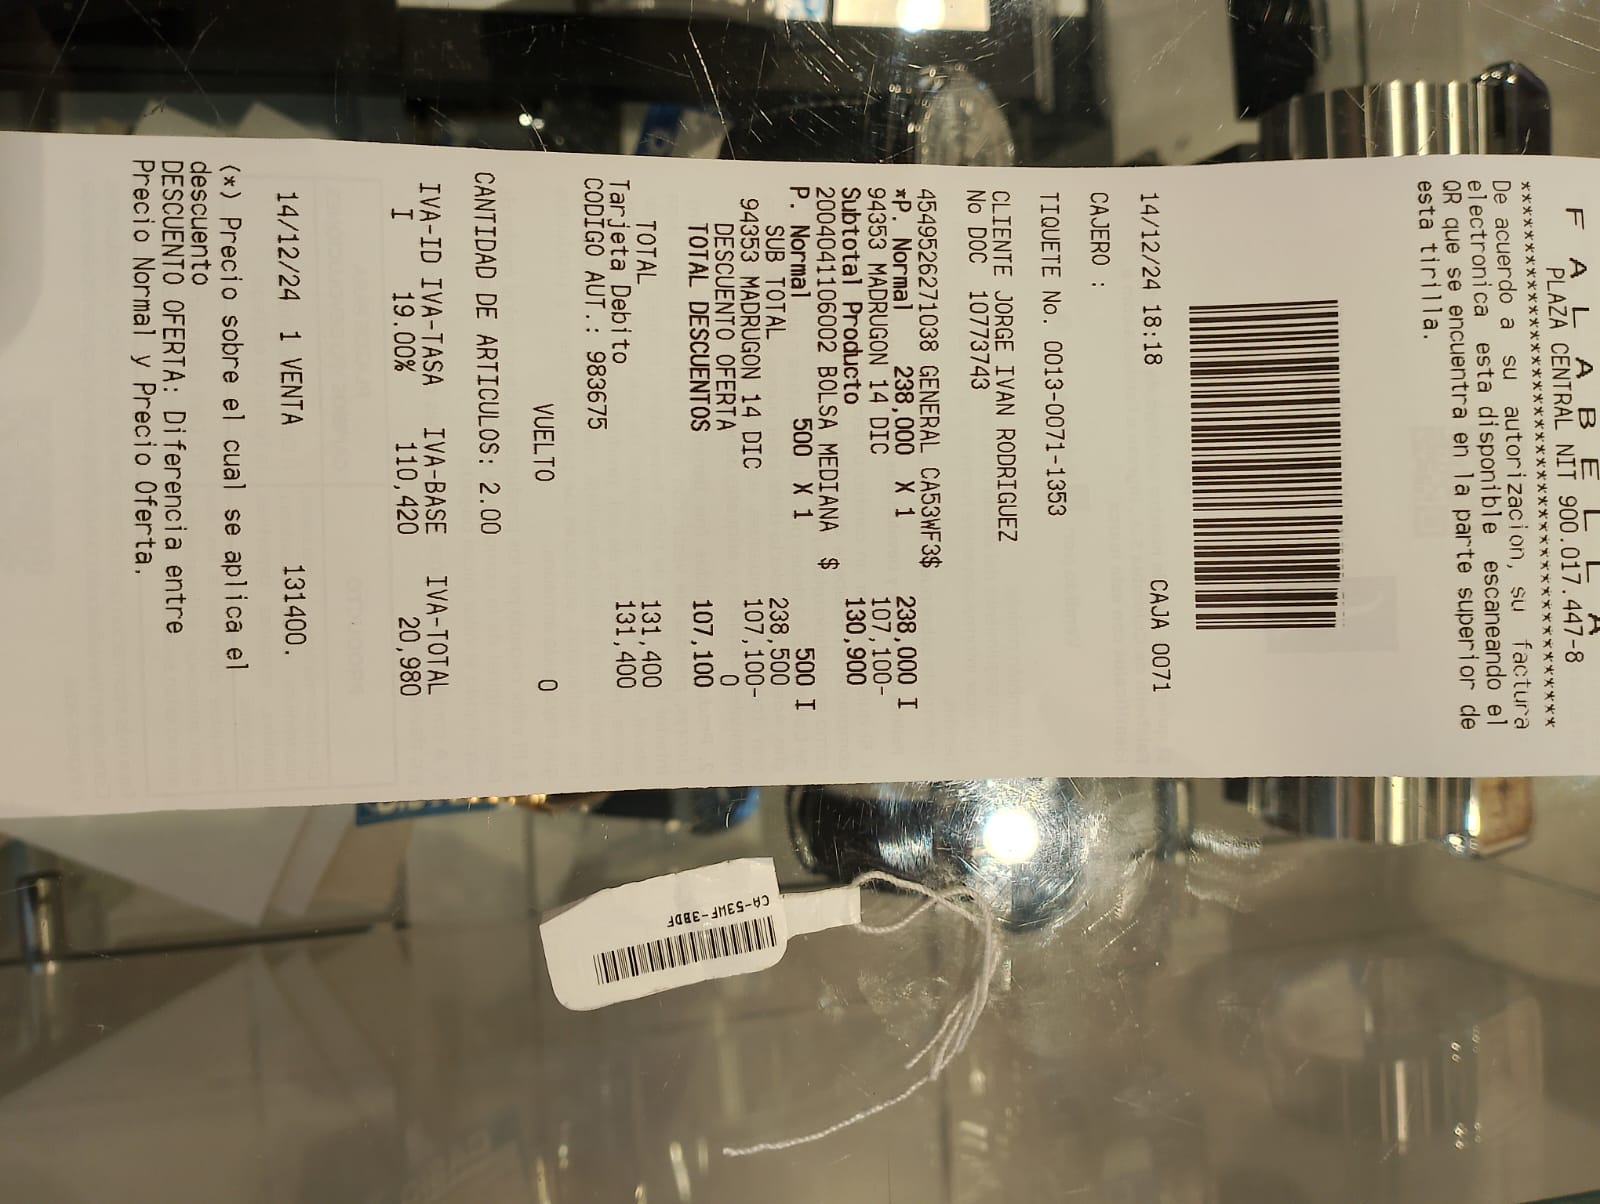 F A L A B E L L A
PLAZA CENTRAL NIT 900.017.447-8
De acuerdo a su autorizacion, su factura
electronica esta disponible escaneando el
QR que se encuentra en la parte superior de
esta tirilla.
14/12/24 18:18 CAJA 0071
CAJERO :
TIQUETE No. 0013-0071-1353
CLIENTE JORGE IVAN RODRIGUEZ
No DOC 10773743
4549526271038 GENERAL CA53WF3$ 238,000 I
*P. Normal 238,000 X 1
94353 MADRUGON 14 DIC 107,100-
Subtotal Producto 130,900
2004041106002 BOLSA MEDIANA $ 500 I
P. Normal 500 X 1
SUB TOTAL 238,500
94353 MADRUGON 14 DIC 107,100-
DESCUENTO OFERTA 0
TOTAL DESCUENTOS 107,100
TOTAL 131,400
Tarjeta Debito 131,400
CODIGO AUT.: 983675
VUELTO 0
CANTIDAD DE ARTICULOS: 2.00
IVA-ID IVA-TASA IVA-BASE IVA-TOTAL
I 19.00% 110,420 20,980
14/12/24 1 VENTA 131400.
(*) Precio sobre el cual se aplica el
descuento
DESCUENTO OFERTA: Diferencia entre
Precio Normal y Precio Oferta.
CA-53WF-3BDF